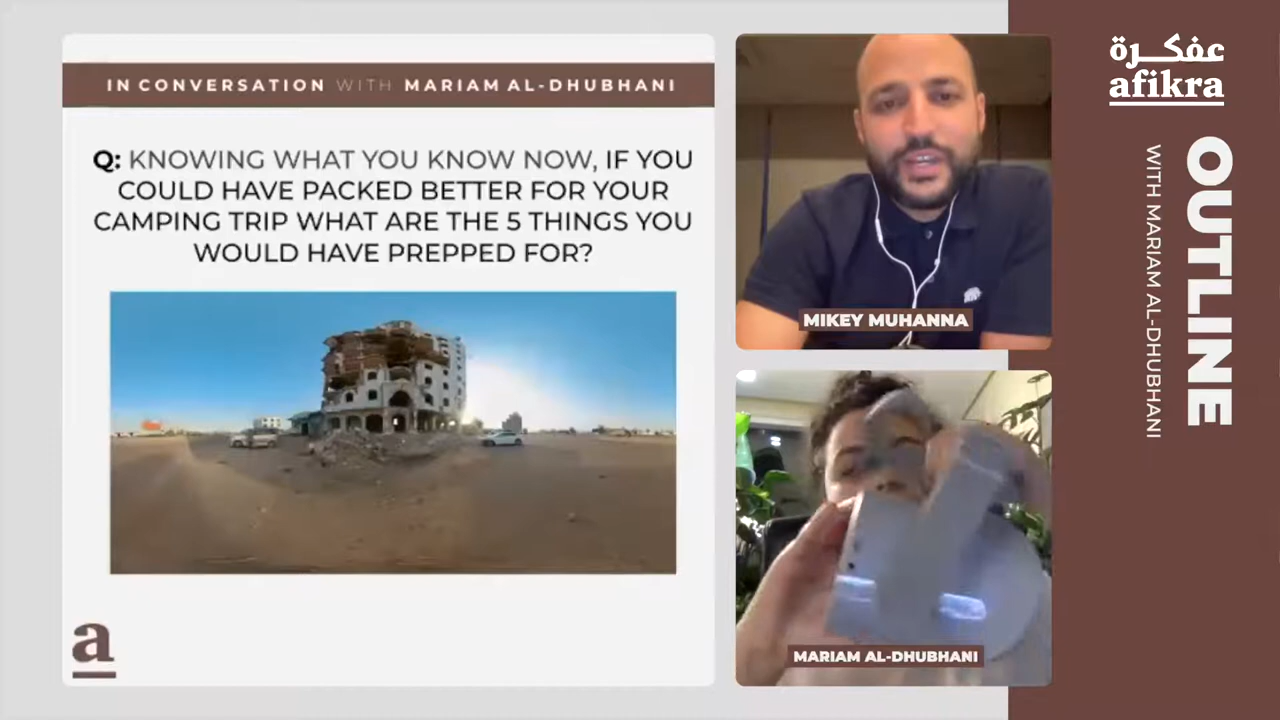 IN CONVERSATION WITH MARIAM AL-DHUBHANI
Q: KNOWING WHAT YOU KNOW NOW, IF YOU
COULD HAVE PACKED BETTER FOR YOUR
CAMPING TRIP WHAT ARE THE 5 THINGS YOU
WOULD HAVE PREPPED FOR?
a
MIKEY MUHANNA
MARIAM AL-DHUBHANI
عفكرة
afikra
OUTLINE
WITH MARIAM AL-DHUBHANI